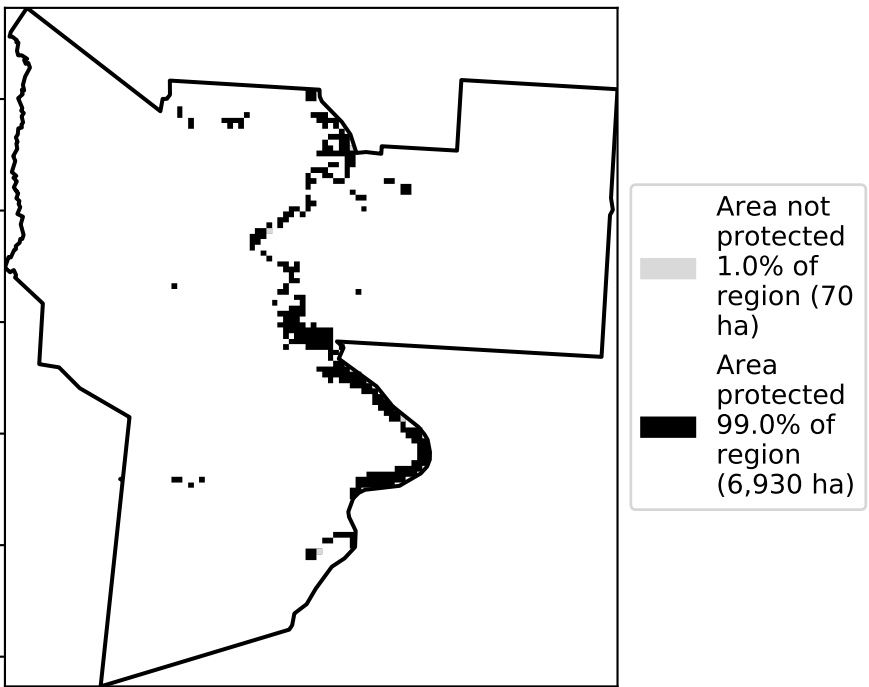 Area not
protected
1.0% of
region (70
ha)
Area
protected
99.0% of
region
(6,930 ha)